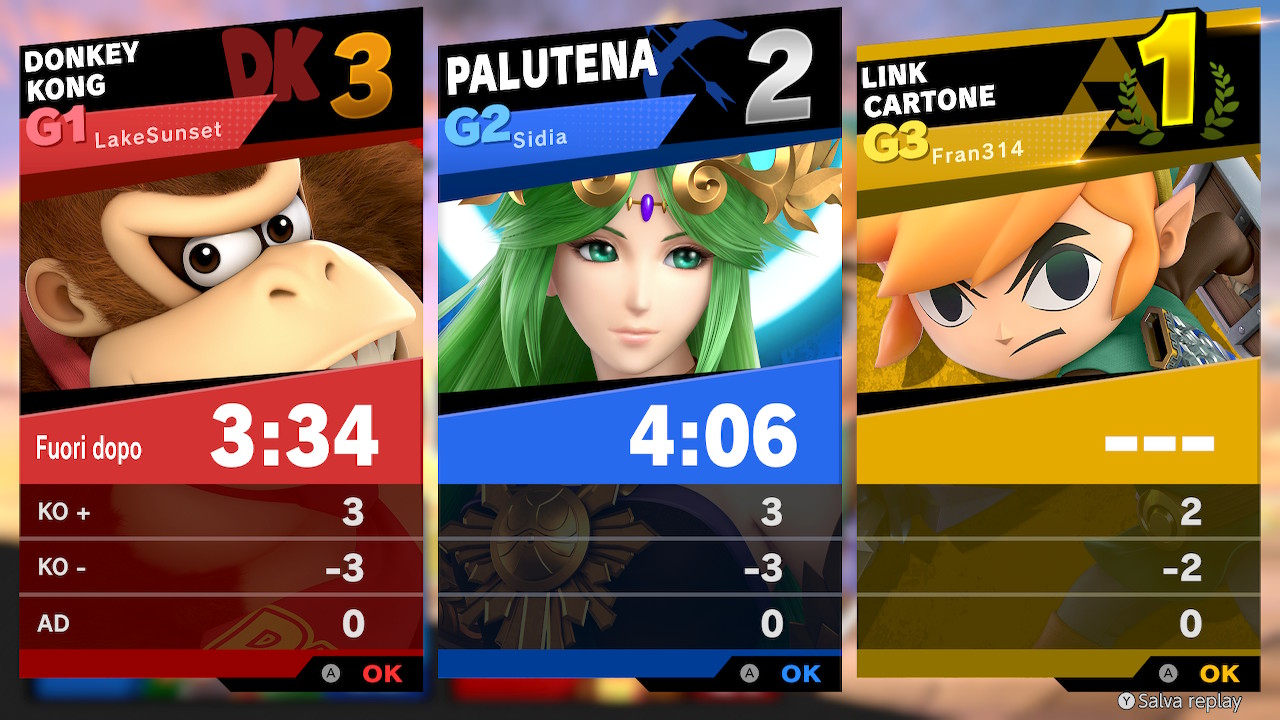 DONKEY
KONG
DK
3
G1 LakeSunset
Fuori dopo 3:34
KO + 3
KO - -3
AD 0
A OK
PALUTENA
2
G2 Sidia
4:06
3
-3
0
A OK
LINK
CARTONE
1
G3 Fran314
---
2
-2
0
A OK
Y Salva replay